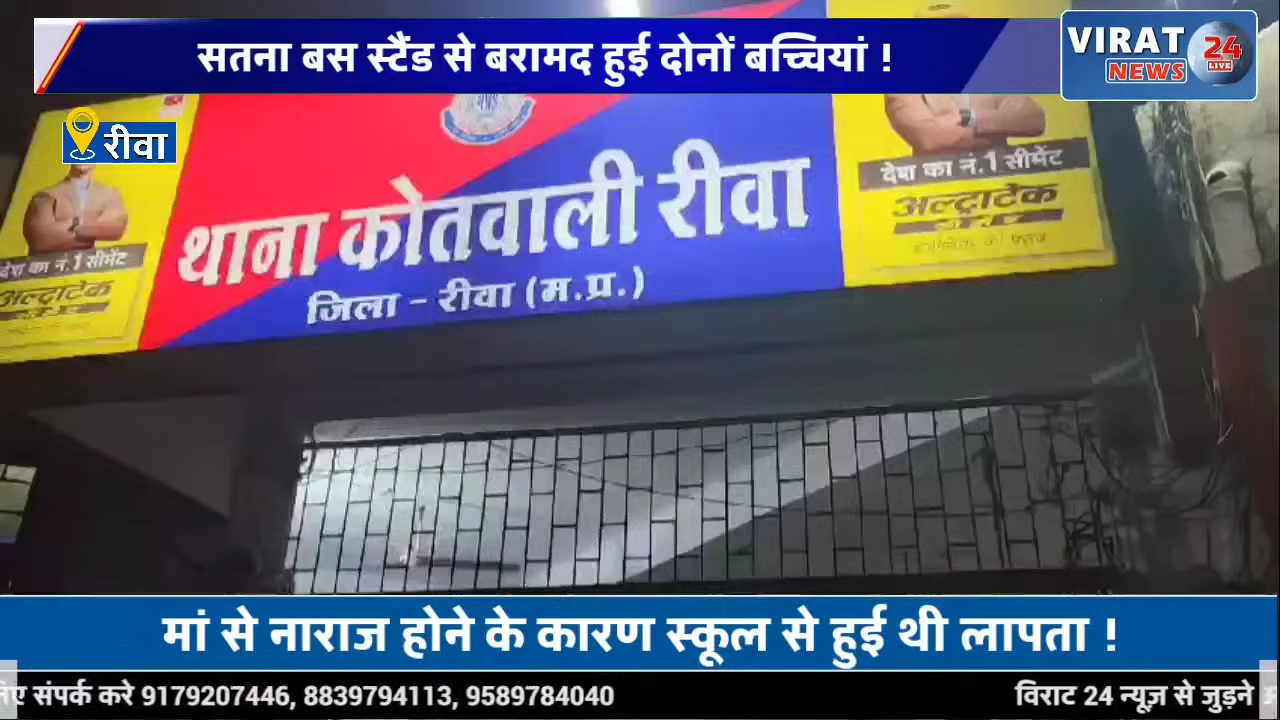 सतना बस स्टैंड से बरामद हुई दोनों बच्चियां !
VIRAT
NEWS
24
LIVE
रीवा
थाना कोतवाली रीवा
जिला - रीवा (म.प्र.)
देश का नं.1 सीमेंट
अल्ट्राटेक
देश का नं.1 सीमेंट
अल्ट्राटेक
मां से नाराज होने के कारण स्कूल से हुई थी लापता !
िए संपर्क करे 9179207446, 8839794113, 9589784040
विराट 24 न्यूज़ से जुड़ने